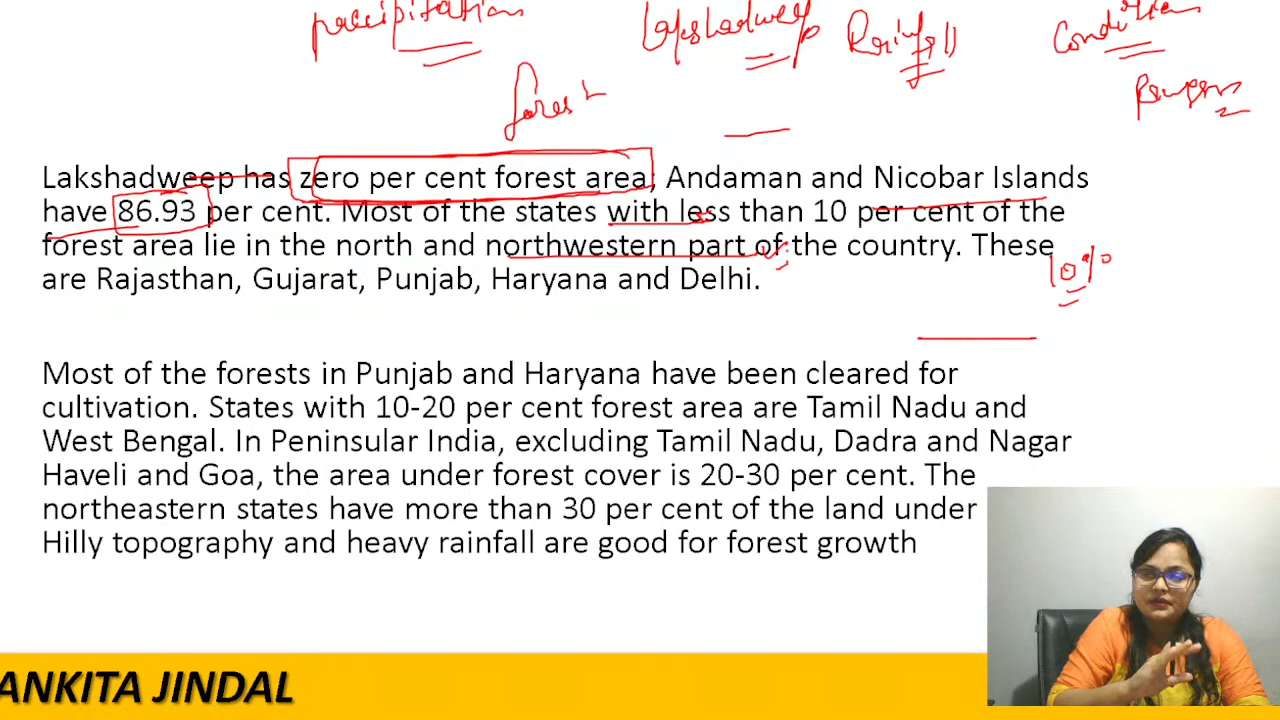 precipitation Lakshadweep Rainfall Condition
forest
Lakshadweep has zero per cent forest area, Andaman and Nicobar Islands
have 86.93 per cent. Most of the states with less than 10 per cent of the
forest area lie in the north and northwestern part of the country. These
10%
are Rajasthan, Gujarat, Punjab, Haryana and Delhi.
Most of the forests in Punjab and Haryana have been cleared for
cultivation. States with 10-20 per cent forest area are Tamil Nadu and
West Bengal. In Peninsular India, excluding Tamil Nadu, Dadra and Nagar
Haveli and Goa, the area under forest cover is 20-30 per cent. The
northeastern states have more than 30 per cent of the land under
Hilly topography and heavy rainfall are good for forest growth
ANKITA JINDAL